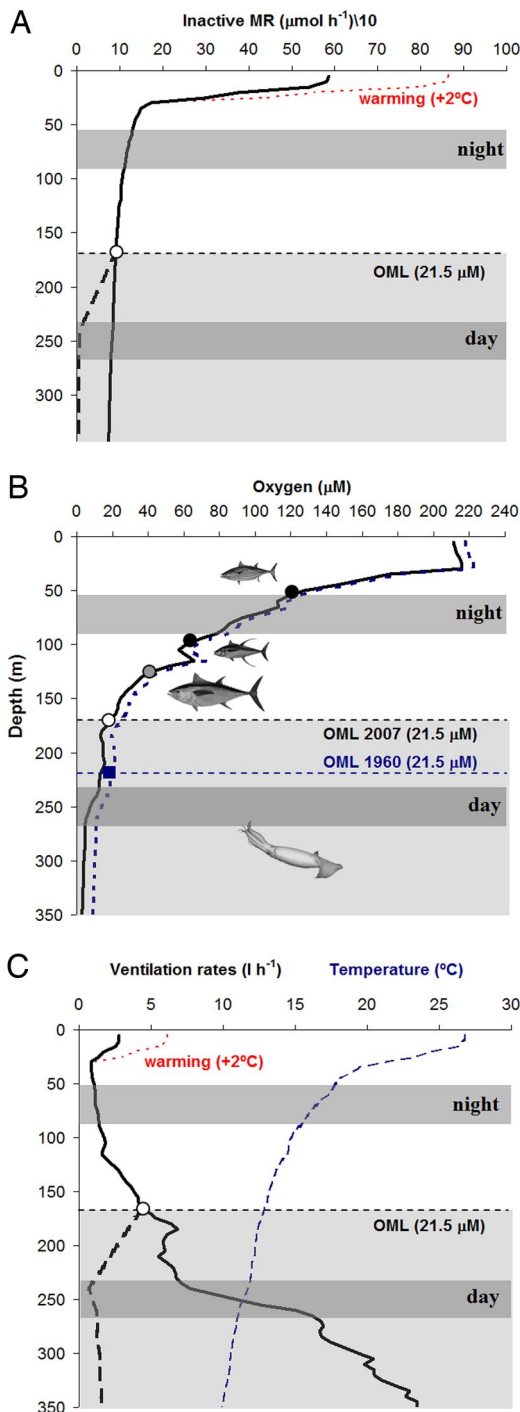 A
Inactive MR (μmol h⁻¹)\10
0 10 20 30 40 50 60 70 80 90 100
0
warming (+2ºC)
50
night
100
150
OML (21.5 μM)
200
250
day
300
B
Oxygen (μM)
0 20 40 60 80 100 120 140 160 180 200 220 240
0
50
night
100
150
Depth (m)
OML 2007 (21.5 μM)
200
OML 1960 (21.5 μM)
250
day
300
350
C
Ventilation rates (l h⁻¹) Temperature (ºC)
0 5 10 15 20 25 30
0
warming (+2ºC)
50
night
100
150
OML (21.5 μM)
200
250
day
300
350